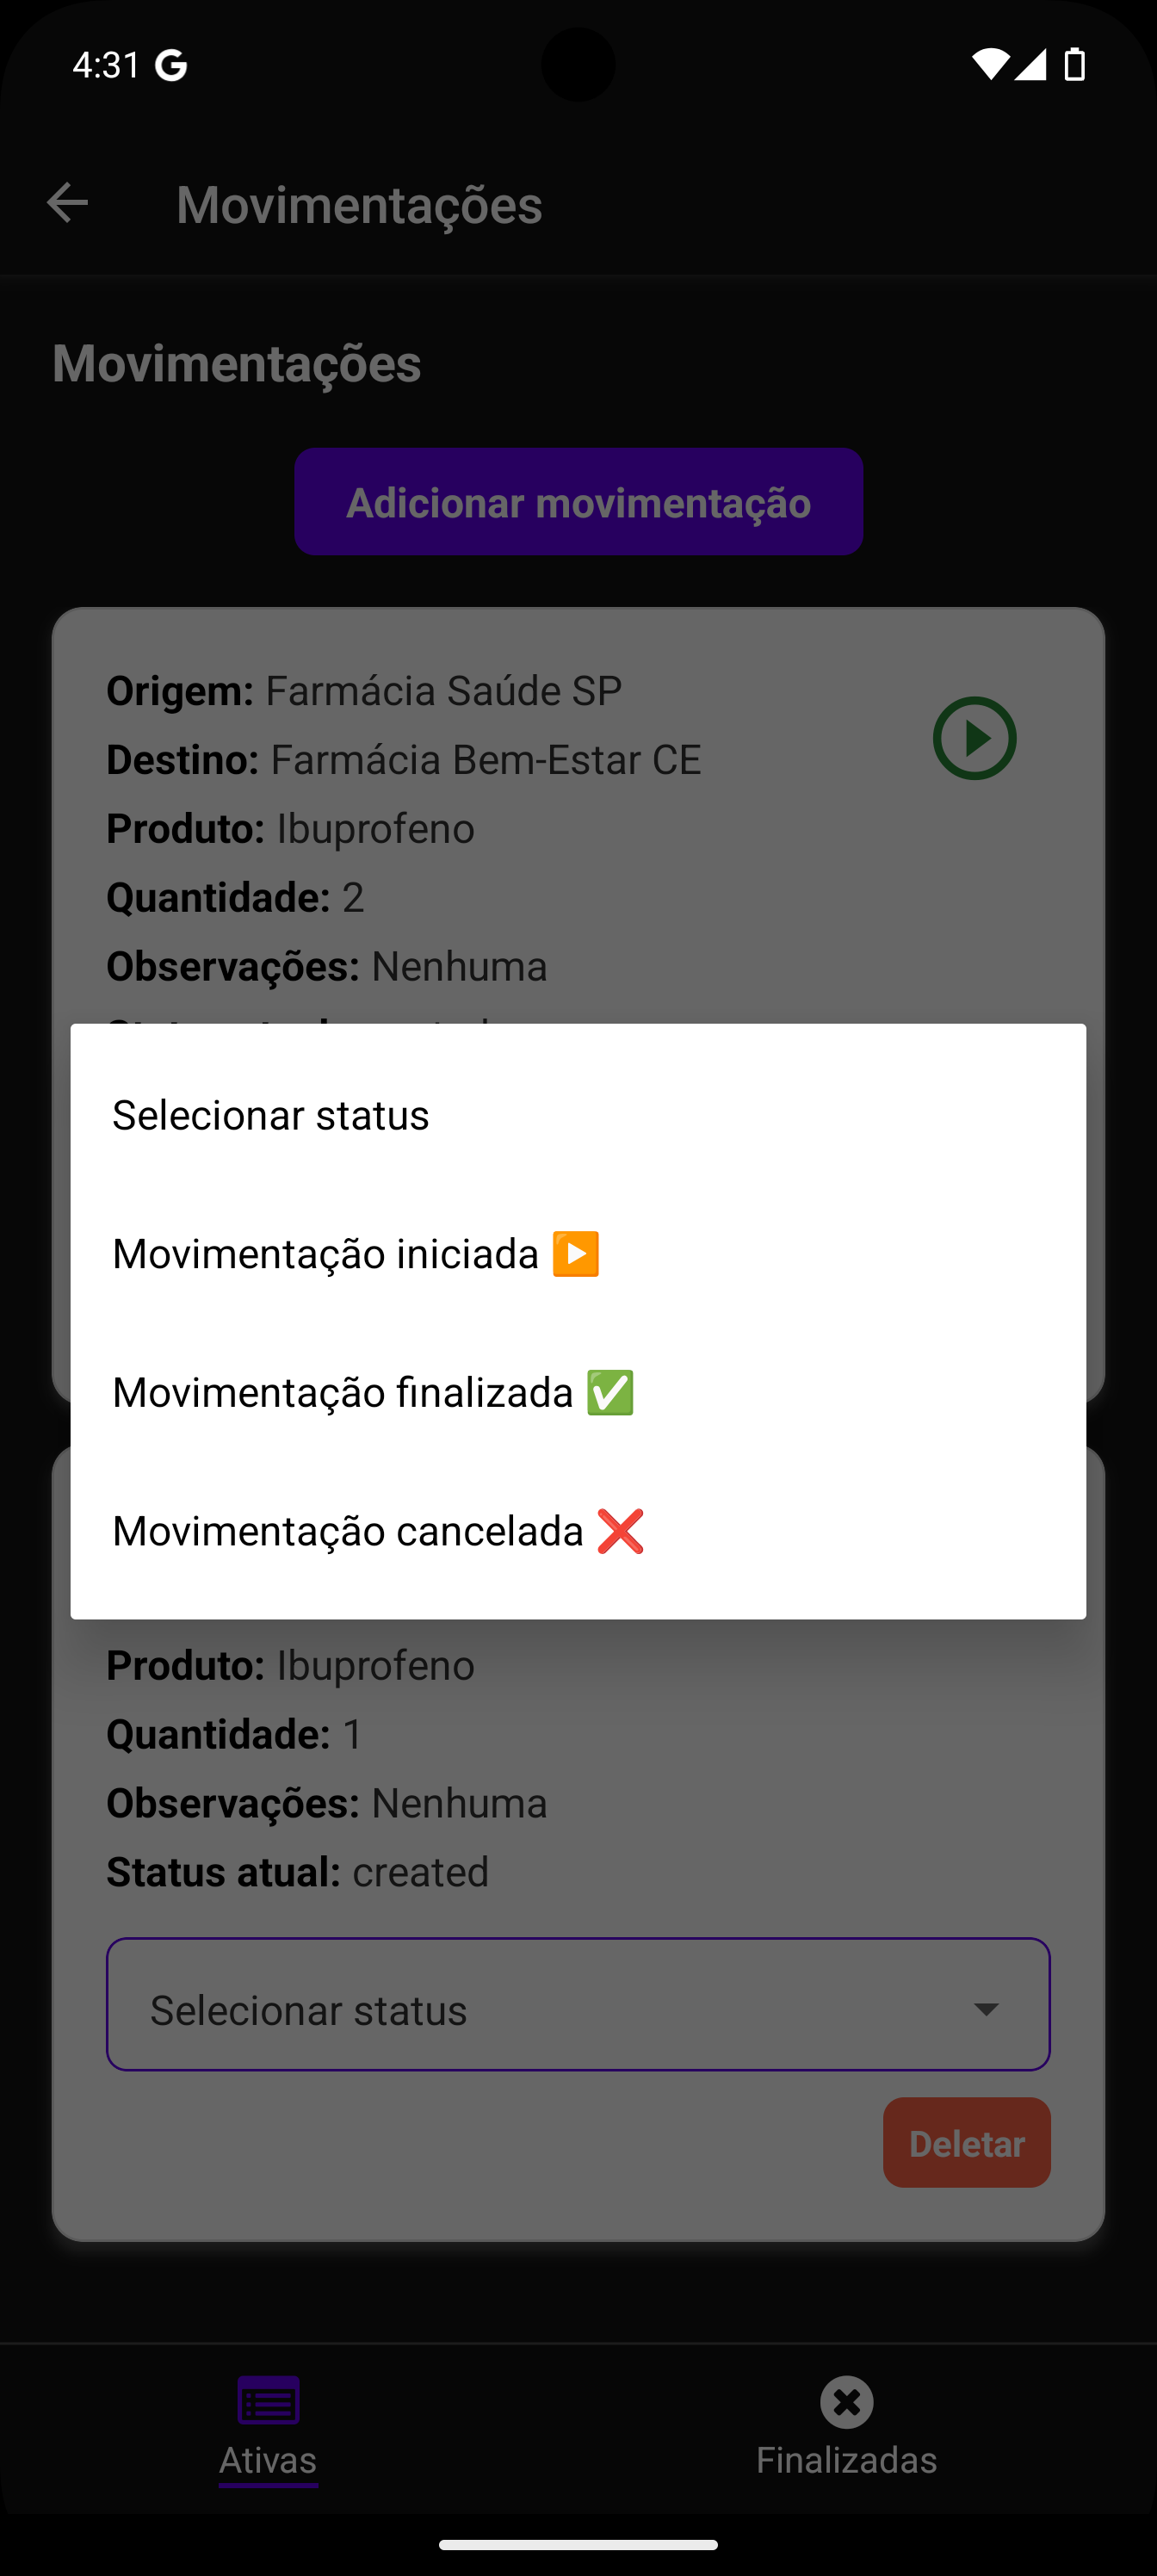 4:31
Movimentações
Movimentações
Adicionar movimentação
Origem: Farmácia Saúde SP
Destino: Farmácia Bem-Estar CE
Produto: Ibuprofeno
Quantidade: 2
Observações: Nenhuma
Selecionar status
Movimentação iniciada ▶️
Movimentação finalizada ✅
Movimentação cancelada ❌
Produto: Ibuprofeno
Quantidade: 1
Observações: Nenhuma
Status atual: created
Selecionar status
Deletar
Ativas
Finalizadas